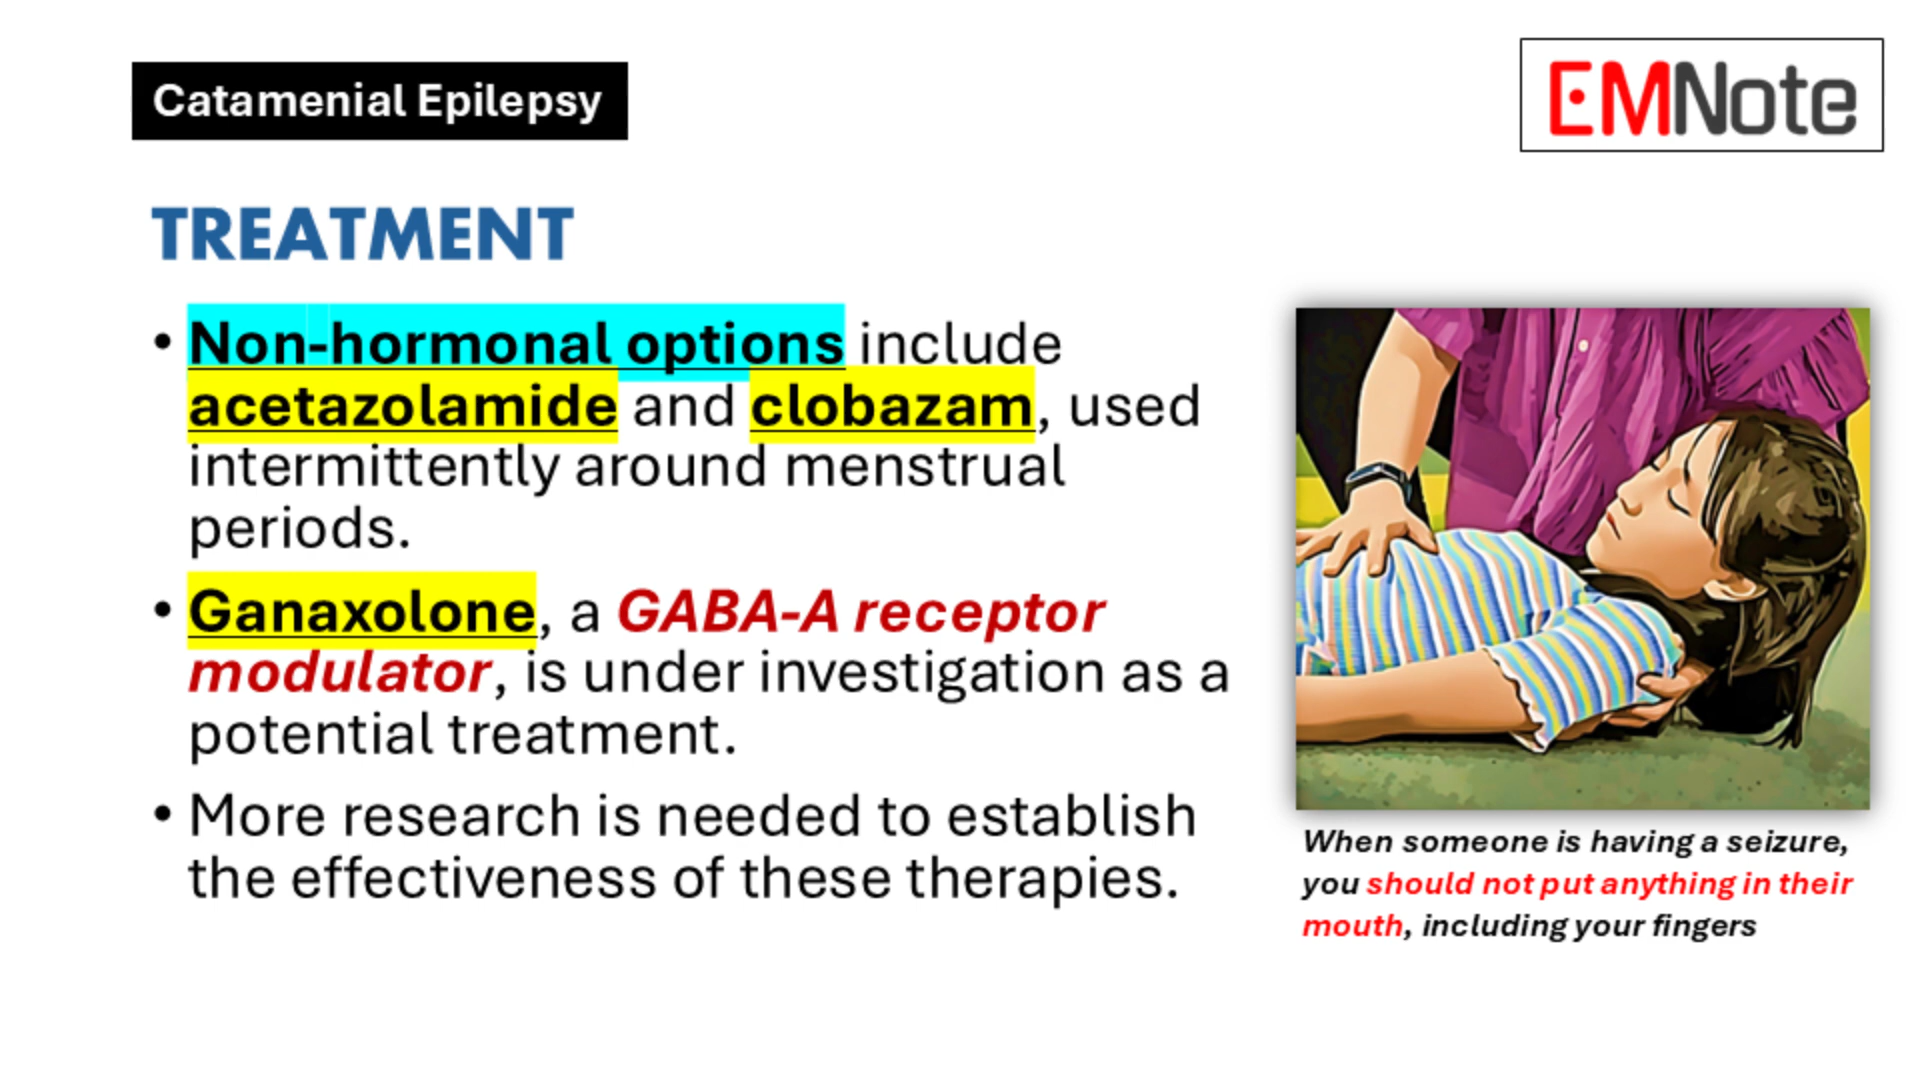 Catamenial Epilepsy
EMNote
TREATMENT
• Non-hormonal options include
acetazolamide and clobazam, used
intermittently around menstrual
periods.
• Ganaxolone, a GABA-A receptor
modulator, is under investigation as a
potential treatment.
• More research is needed to establish
the effectiveness of these therapies.
When someone is having a seizure,
you should not put anything in their
mouth, including your fingers